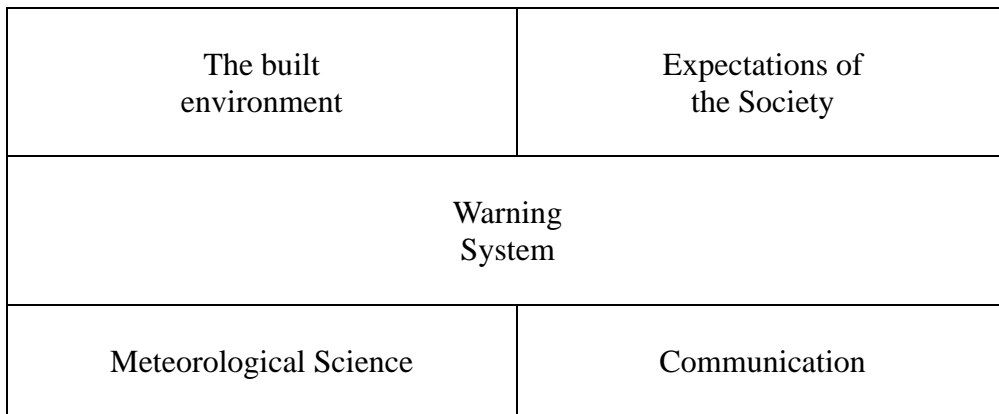 The built
environment
Expectations of
the Society
Warning
System
Meteorological Science
Communication